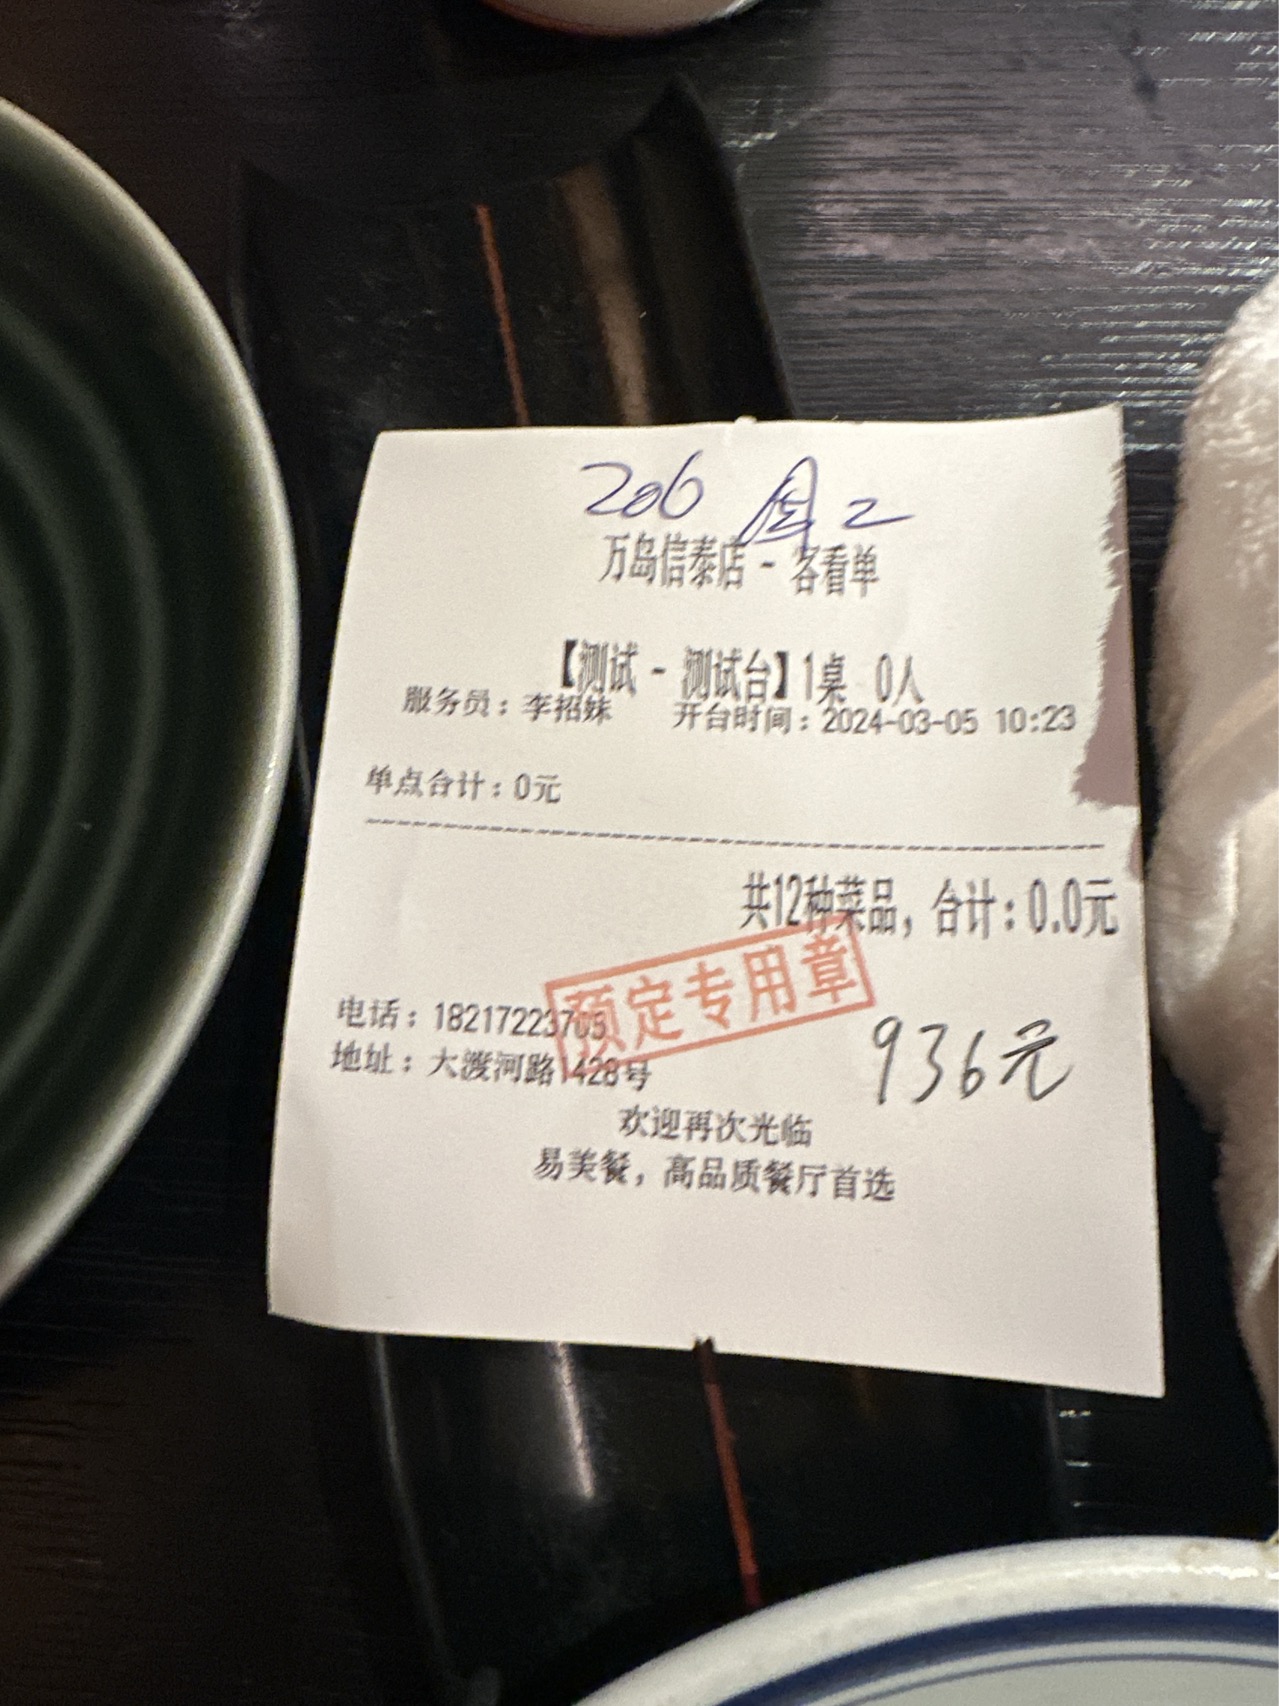 206 周二
万岛信泰店 - 客看单
【测试 - 测试台】1桌 0人
服务员：李招妹 开台时间：2024-03-05 10:23
单点合计：0元
共12种菜品，合计：0.0元
预定专用章
电话：18217223705
936元
地址：大渡河路1428号
欢迎再次光临
易美餐，高品质餐厅首选